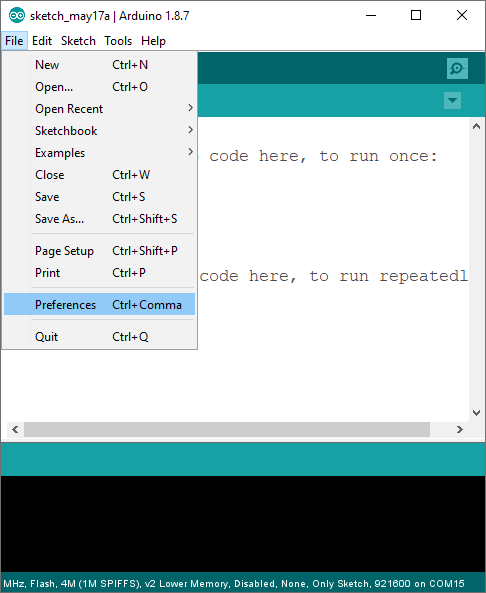 sketch_may17a | Arduino 1.8.7
File Edit Sketch Tools Help
New Ctrl+N
Open... Ctrl+O
Open Recent
Sketchbook
Examples
Close Ctrl+W
Save Ctrl+S
Save As... Ctrl+Shift+S
Page Setup Ctrl+Shift+P
Print Ctrl+P
Preferences Ctrl+Comma
Quit Ctrl+Q
code here, to run once:
code here, to run repeatedl
MHz, Flash, 4M (1M SPIFFS), v2 Lower Memory, Disabled, None, Only Sketch, 921600 on COM15